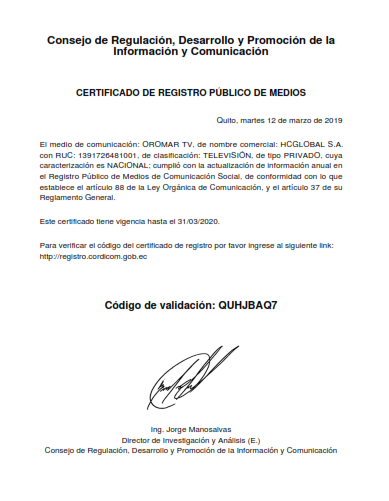 Consejo de Regulación, Desarrollo y Promoción de la
Información y Comunicación
CERTIFICADO DE REGISTRO PÚBLICO DE MEDIOS
Quito, martes 12 de marzo de 2019
El medio de comunicación: OROMAR TV, de nombre comercial: HCGLOBAL S.A.
con RUC: 1391726481001, de clasificación: TELEVISIÓN, de tipo PRIVADO, cuya
caracterización es NACIONAL; cumplió con la actualización de información anual en
el Registro Público de Medios de Comunicación Social, de conformidad con lo que
establece el artículo 88 de la Ley Orgánica de Comunicación, y el artículo 37 de su
Reglamento General.
Este certificado tiene vigencia hasta el 31/03/2020.
Para verificar el código del certificado de registro por favor ingrese al siguiente link:
http://registro.cordicom.gob.ec
Código de validación: QUHJBAQ7
Ing. Jorge Manosalvas
Director de Investigación y Análisis (E.)
Consejo de Regulación, Desarrollo y Promoción de la Información y Comunicación